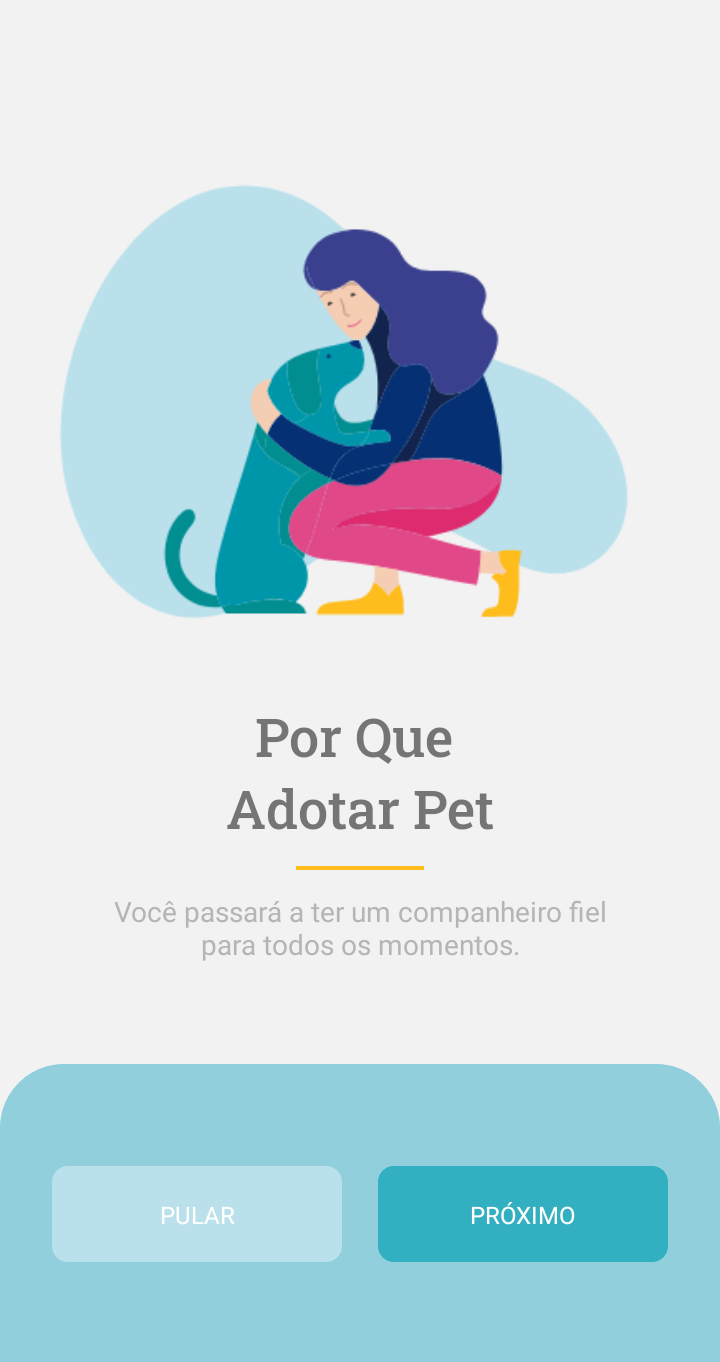 Por Que
Adotar Pet
Você passará a ter um companheiro fiel
para todos os momentos.
PULAR
PRÓXIMO